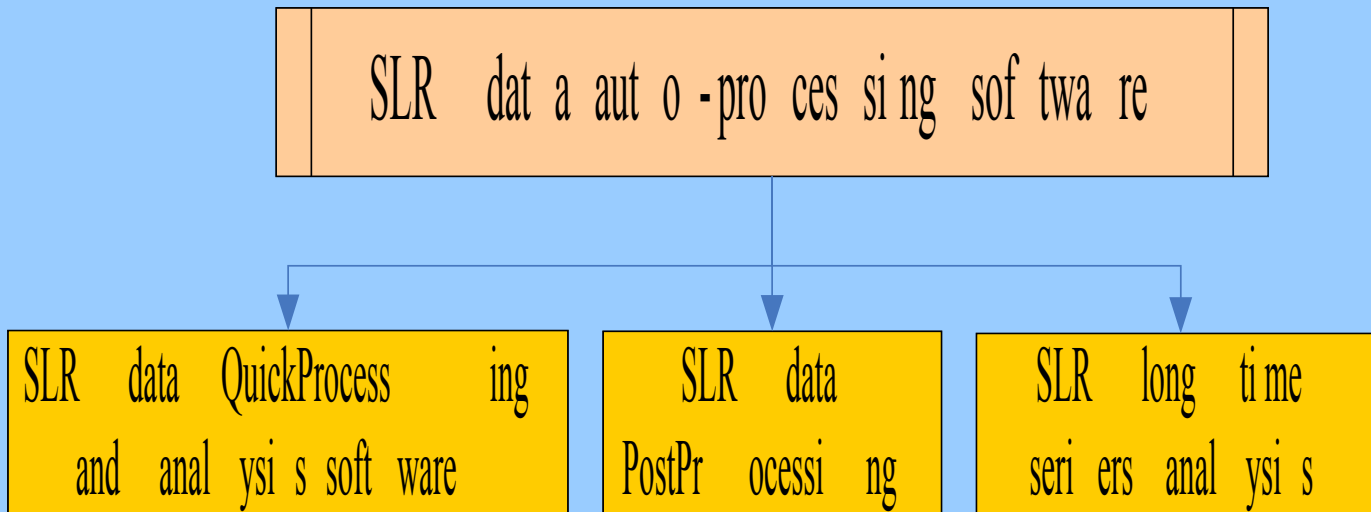 SLR data auto-processing software
SLR data QuickProcessing
and analysis software
SLR data
PostProcessing
SLR long time
seriers analysis